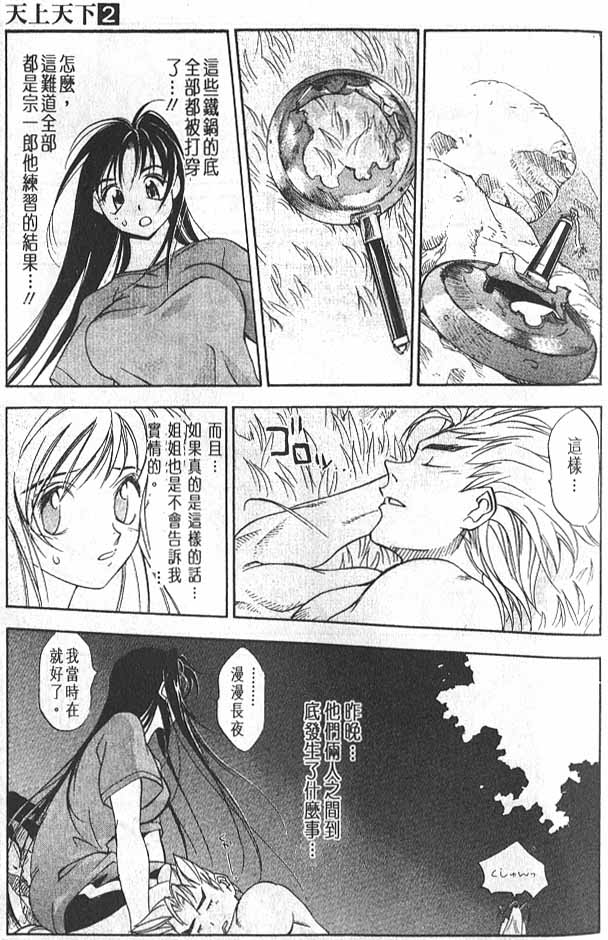 天上天下2
這些鐵鍋的底
全部都被打穿
了…!!
怎麼，
這難道全部
都是宗一郎他練習的結果…!!
這樣…
ゴロ
而且…
如果真的是這樣的話…
姐姐也是不會告訴我
實情的。
昨晚…
他們倆人之間到
底發生了什麼事…
………
漫漫長夜
我當時在
就好了。